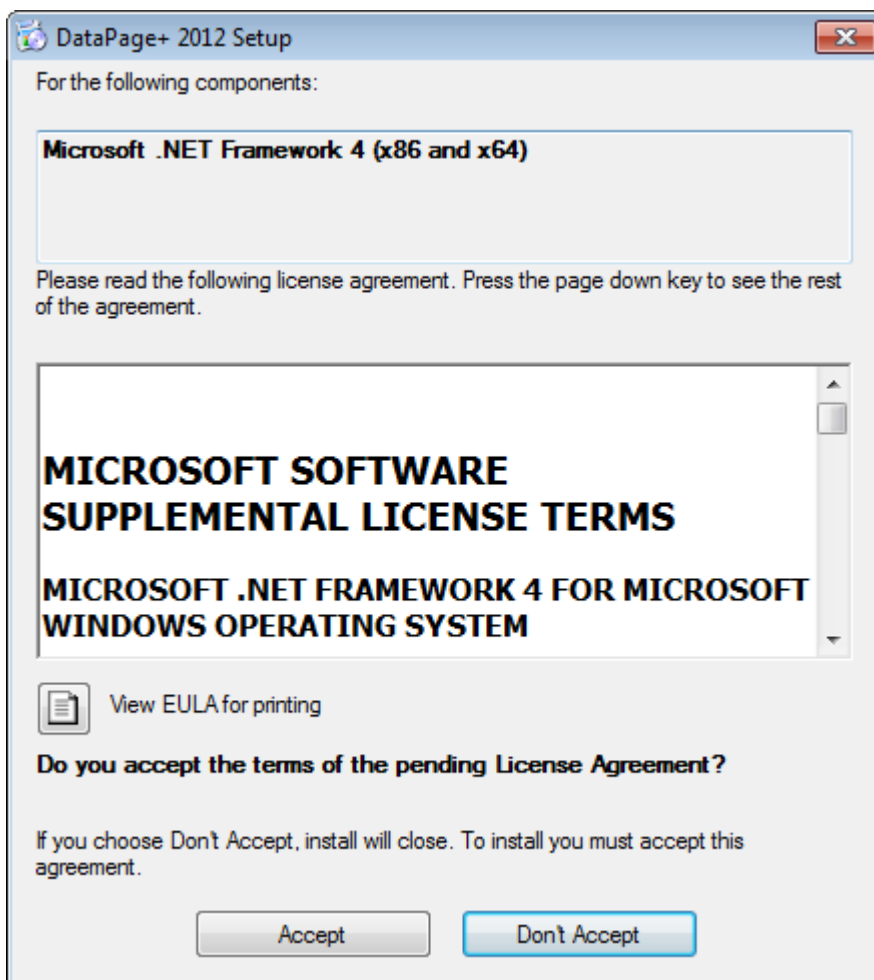 DataPage+ 2012 Setup
For the following components:
Microsoft .NET Framework 4 (x86 and x64)
Please read the following license agreement. Press the page down key to see the rest
of the agreement.
MICROSOFT SOFTWARE
SUPPLEMENTAL LICENSE TERMS
MICROSOFT .NET FRAMEWORK 4 FOR MICROSOFT
WINDOWS OPERATING SYSTEM
View EULA for printing
Do you accept the terms of the pending License Agreement?
If you choose Don't Accept, install will close. To install you must accept this
agreement.
Accept Don't Accept